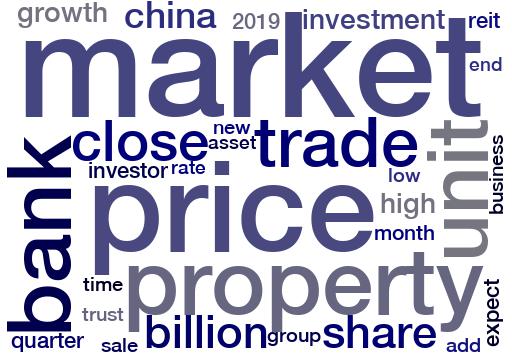 growth china 2019 investment reit
market end
close new asset trade unit
bank investor rate low business
price high month
time property expect
trust billion group share
quarter sale add